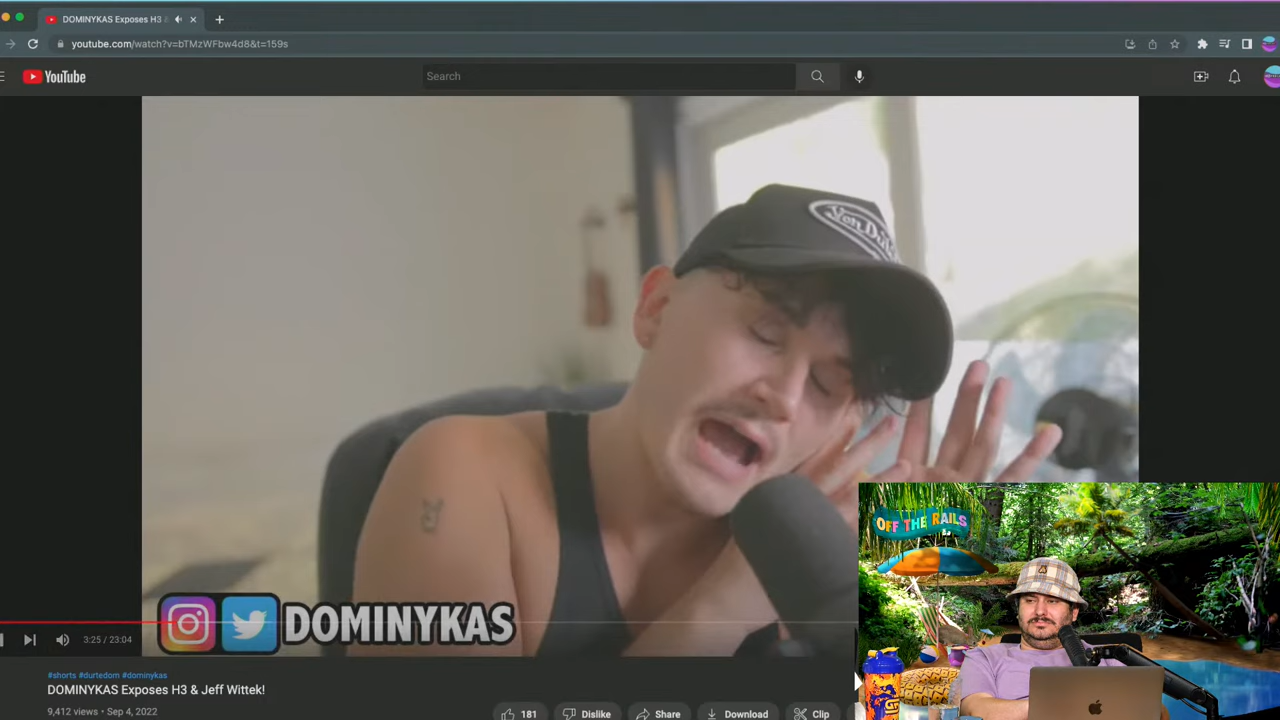 DOMINYKAS Exposes H3 &
youtube.com/watch?v=bTMzWFbw4d8&t=159s
YouTube
Search
Von Dutch
OFF THE RAILS
DOMINYKAS
3:25 / 23:04
#shorts #durtedom #dominykas
DOMINYKAS Exposes H3 & Jeff Wittek!
9,412 views • Sep 4, 2022
181
Dislike
Share
Download
Clip